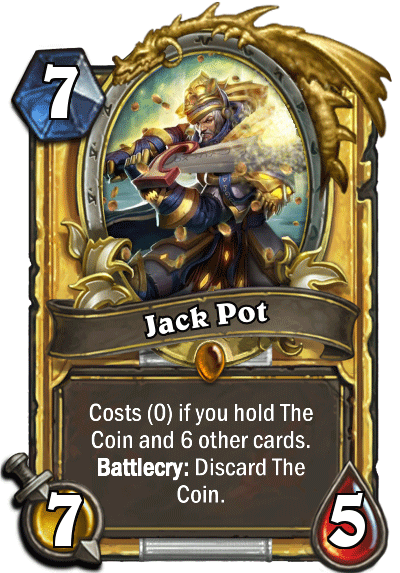 7
Jack Pot
Costs (0) if you hold The
Coin and 6 other cards.
Battlecry: Discard The
Coin.
7
5